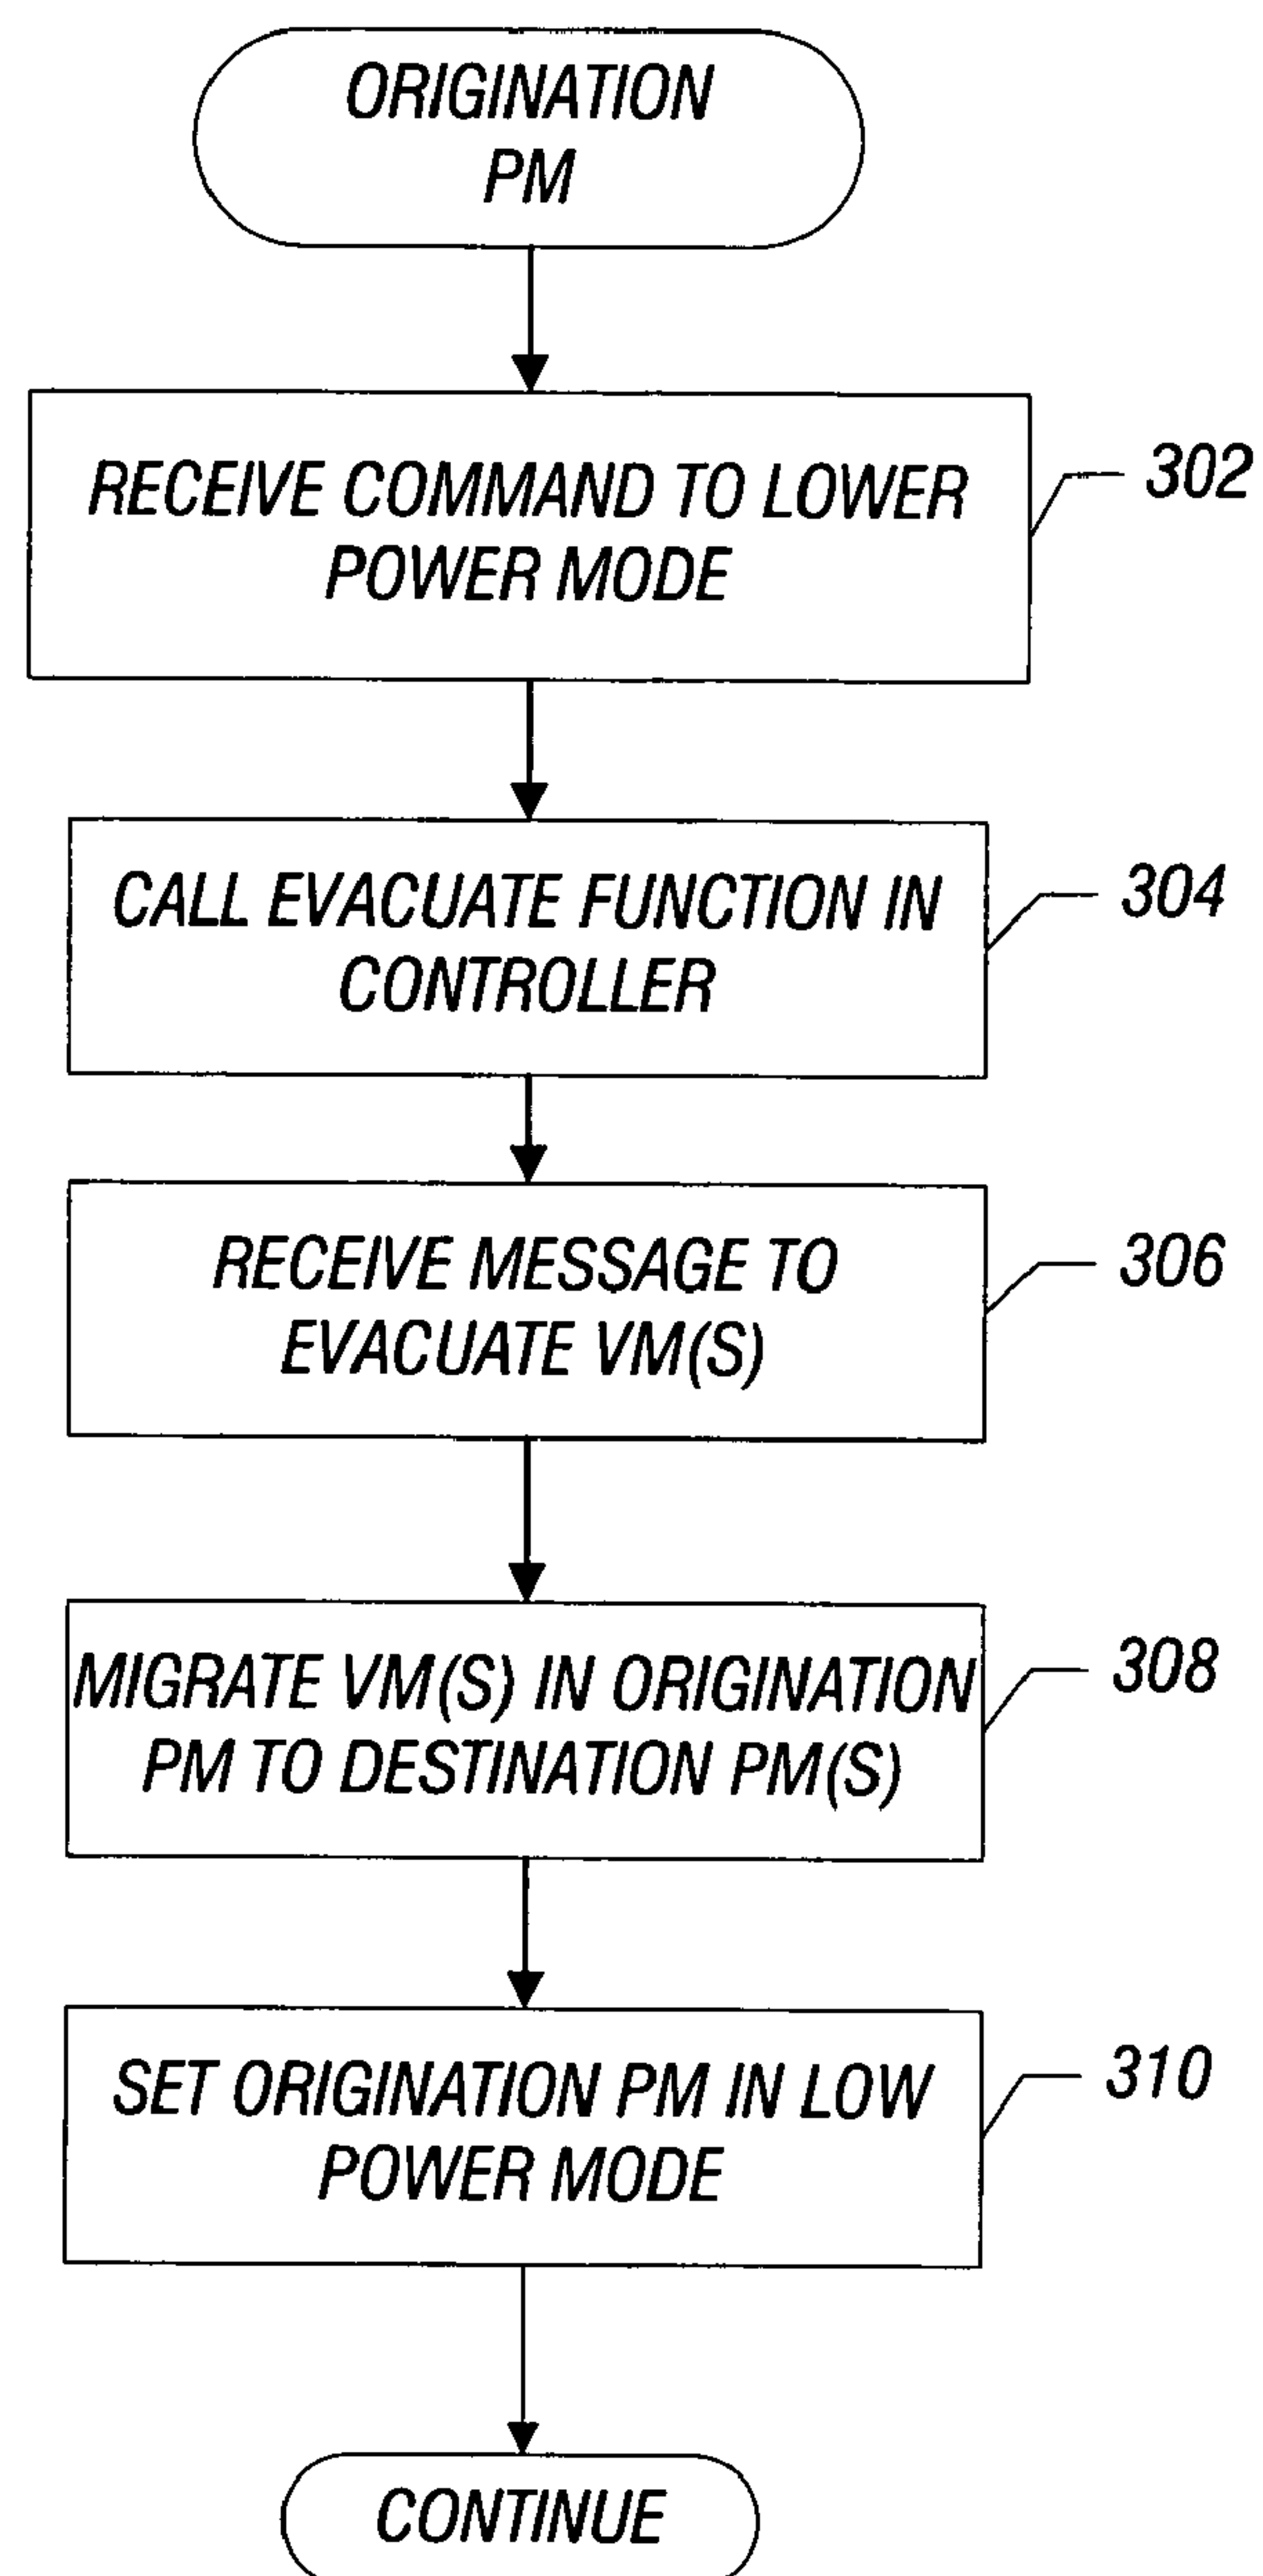 ORIGINATION
PM
RECEIVE COMMAND TO LOWER
POWER MODE
302
CALL EVACUATE FUNCTION IN
CONTROLLER
304
RECEIVE MESSAGE TO
EVACUATE VM(S)
306
MIGRATE VM(S) IN ORIGINATION
PM TO DESTINATION PM(S)
308
SET ORIGINATION PM IN LOW
POWER MODE
310
CONTINUE